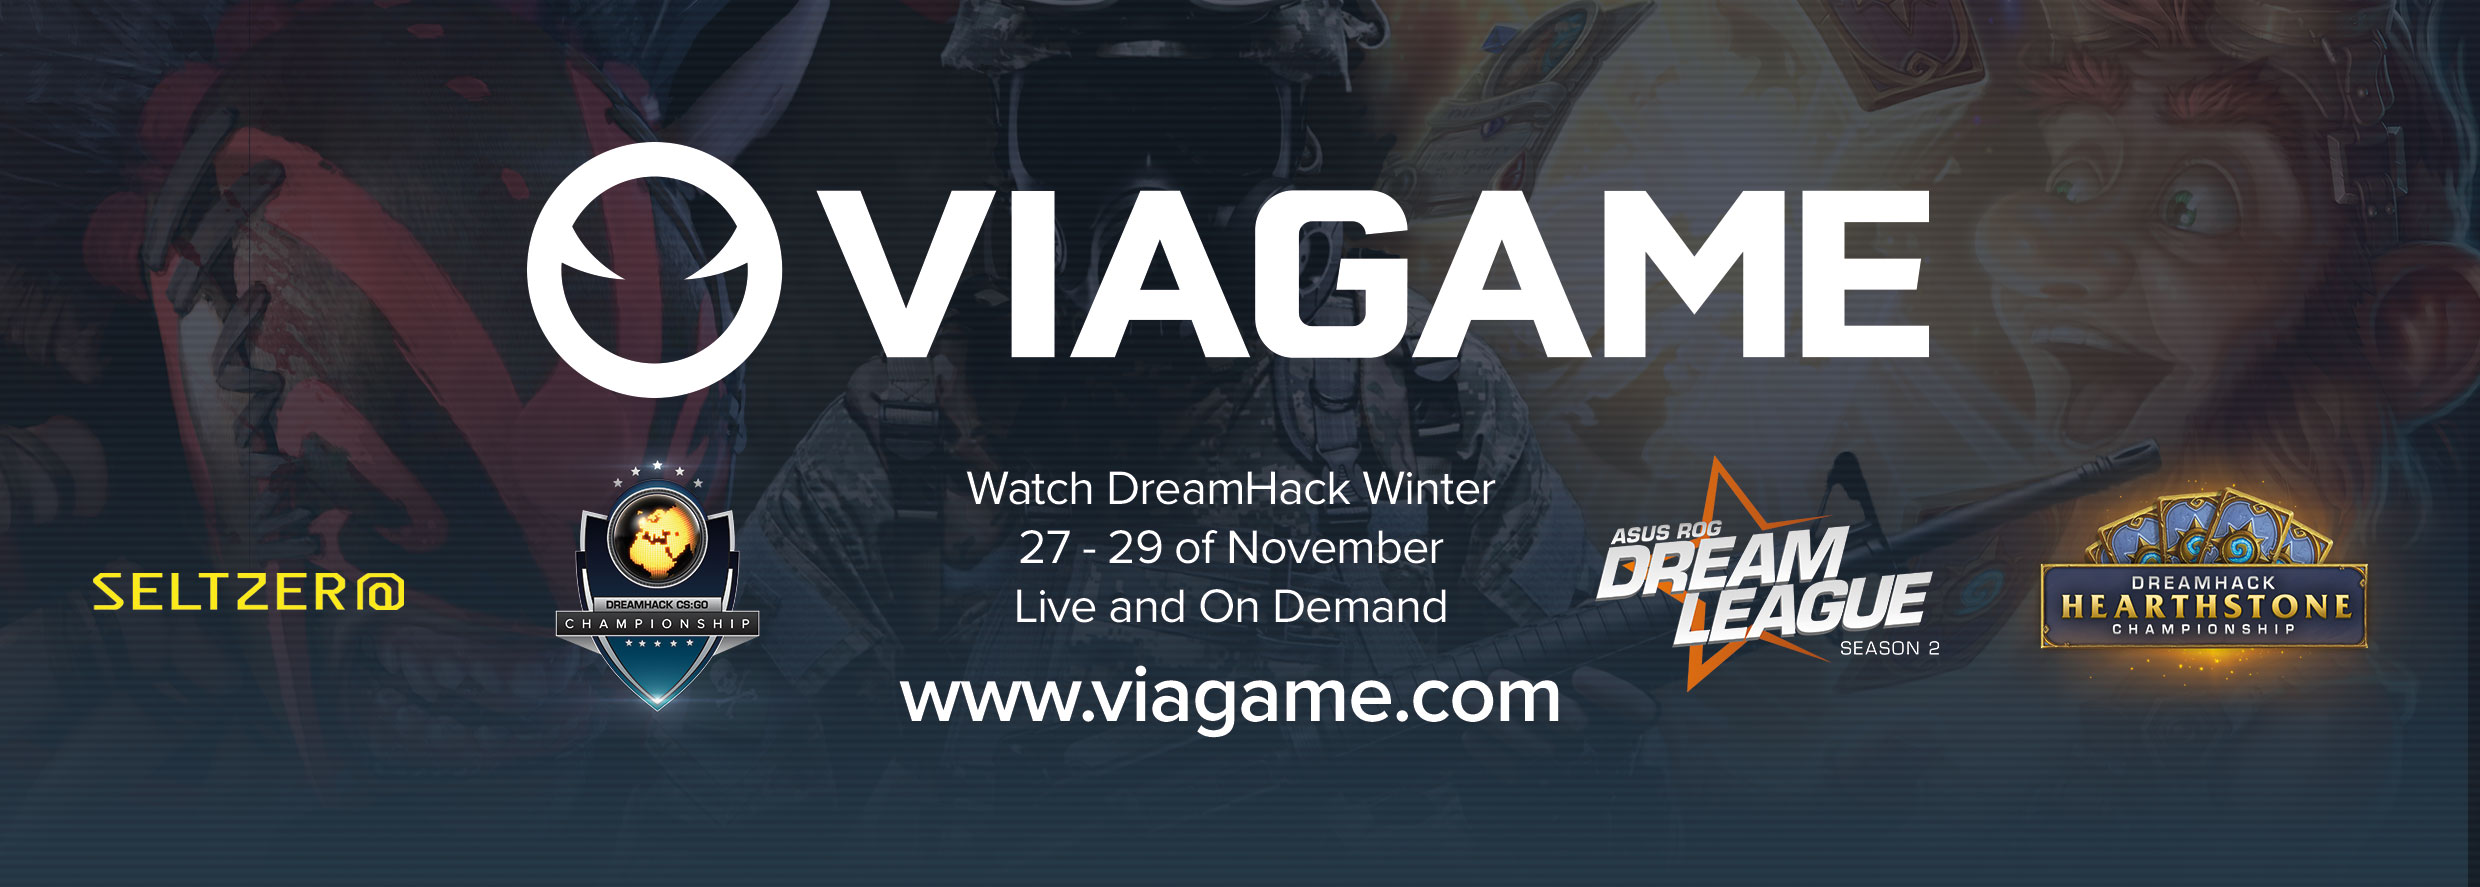 VIAGAME
Watch DreamHack Winter
27 - 29 of November
Live and On Demand
www.viagame.com
SELTZER@
DREAMHACK CS:GO
CHAMPIONSHIP
ASUS ROG
DREAM
LEAGUE
SEASON 2
DREAMHACK
HEARTHSTONE
CHAMPIONSHIP